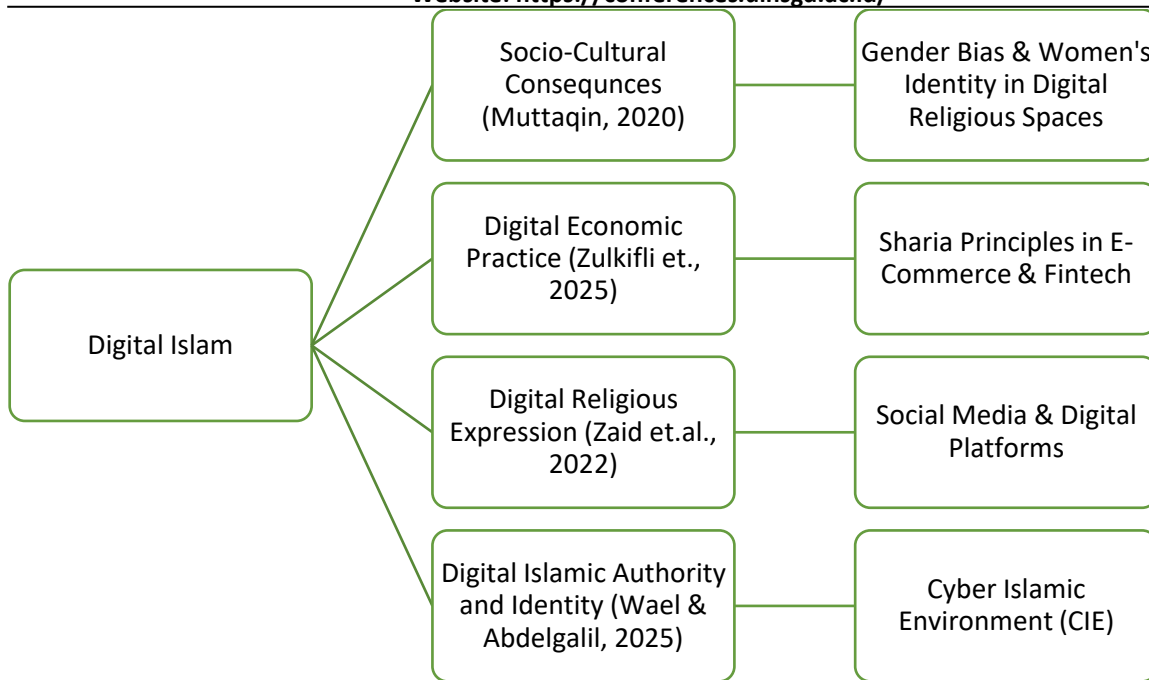 Socio-Cultural
Consequnces
(Muttaqin, 2020)
Gender Bias & Women's
Identity in Digital
Religious Spaces
Digital Economic
Practice (Zulkifli et.,
2025)
Sharia Principles in E-
Commerce & Fintech
Digital Islam
Digital Religious
Expression (Zaid et.al.,
2022)
Social Media & Digital
Platforms
Digital Islamic Authority
and Identity (Wael &
Abdelgalil, 2025)
Cyber Islamic
Environment (CIE)